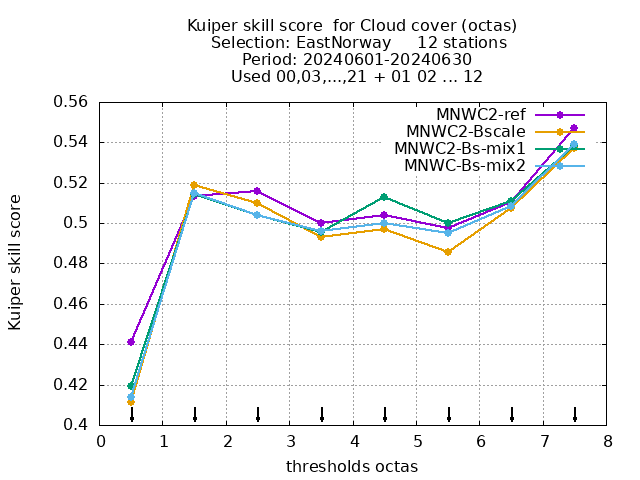 Kuiper skill score  for Cloud cover (octas)
Selection: EastNorway     12 stations
Period: 20240601-20240630
Used 00,03,...,21 + 01 02 ... 12
MNWC2-ref
MNWC2-Bscale
MNWC2-Bs-mix1
MNWC-Bs-mix2
Kuiper skill score
0.56
0.54
0.52
0.5
0.48
0.46
0.44
0.42
0.4
0 1 2 3 4 5 6 7 8
thresholds octas